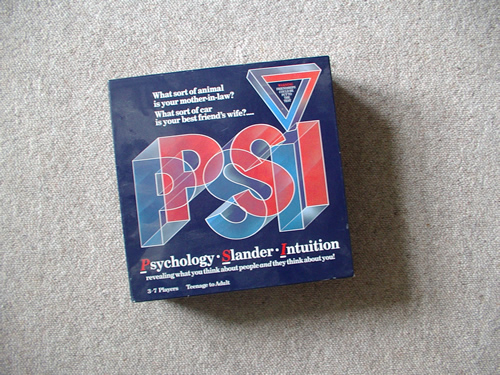 What sort of animal
is your mother-in-law?
What sort of car
is your best friend's wife?....
PSI
Psychology · Slander · Intuition
revealing what you think about people and they think about you!
3-7 Players Teenage to Adult